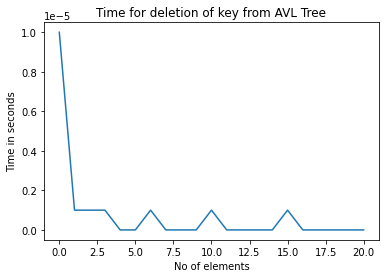 Time for deletion of key from AVL Tree
1e−5
1.0
0.8
0.6
0.4
0.2
0.0
Time in seconds
0.0 2.5 5.0 7.5 10.0 12.5 15.0 17.5 20.0
No of elements